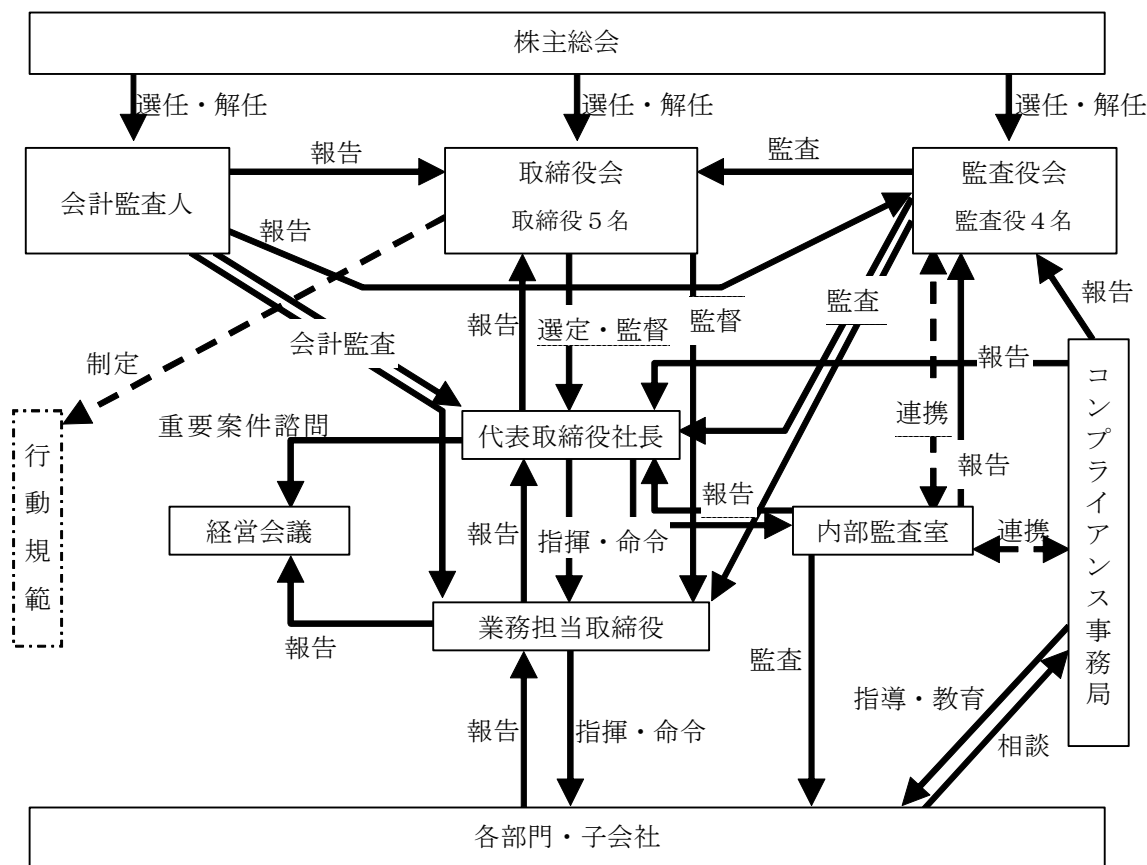 株主総会
選任・解任
選任・解任
選任・解任
報告
監査
会計監査人
取締役会
取締役５名
監査役会
監査役４名
報告
報告
報告
選定・監督
監督
監査
会計監査
制定
報告
重要案件諮問
代表取締役社長
連携
報告
行動規範
経営会議
報告
指揮・命令
報告
内部監査室
連携
コンプライアンス事務局
業務担当取締役
報告
監査
指導・教育
報告
指揮・命令
相談
各部門・子会社